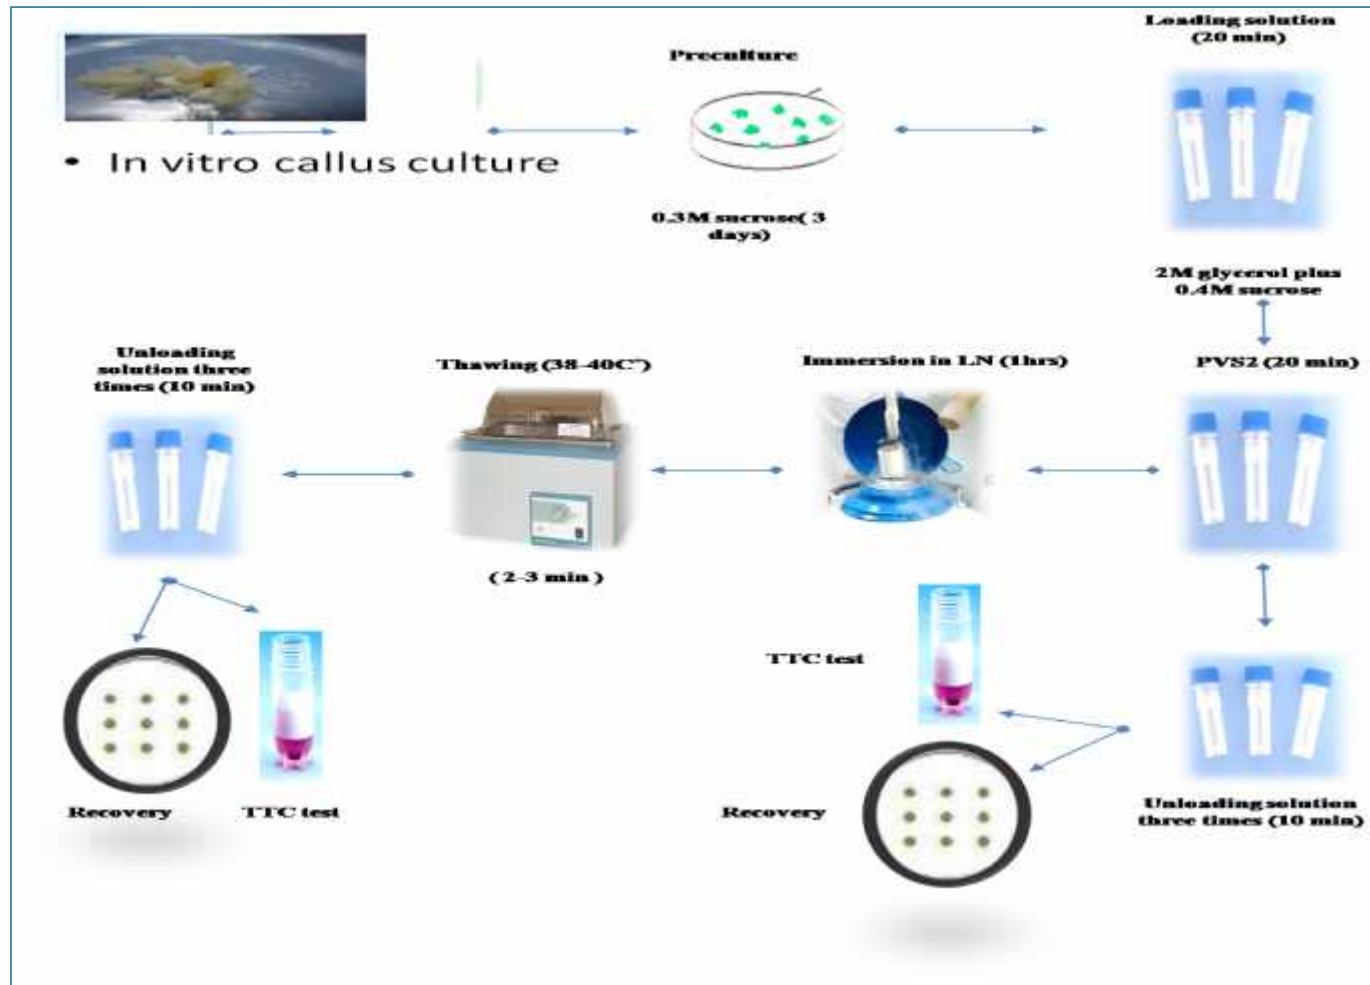 Loading solution
(20 min)
Preculture
• In vitro callus culture
0.3M sucrose( 3
days)
2M glycerol plus
0.4M sucrose
Unloading
solution three
times (10 min)
Thawing (38-40C°)
Immersion in LN (1hrs)
PVS2 (20 min)
( 2-3 min )
TTC test
Recovery
TTC test
Recovery
Unloading solution
three times (10 min)